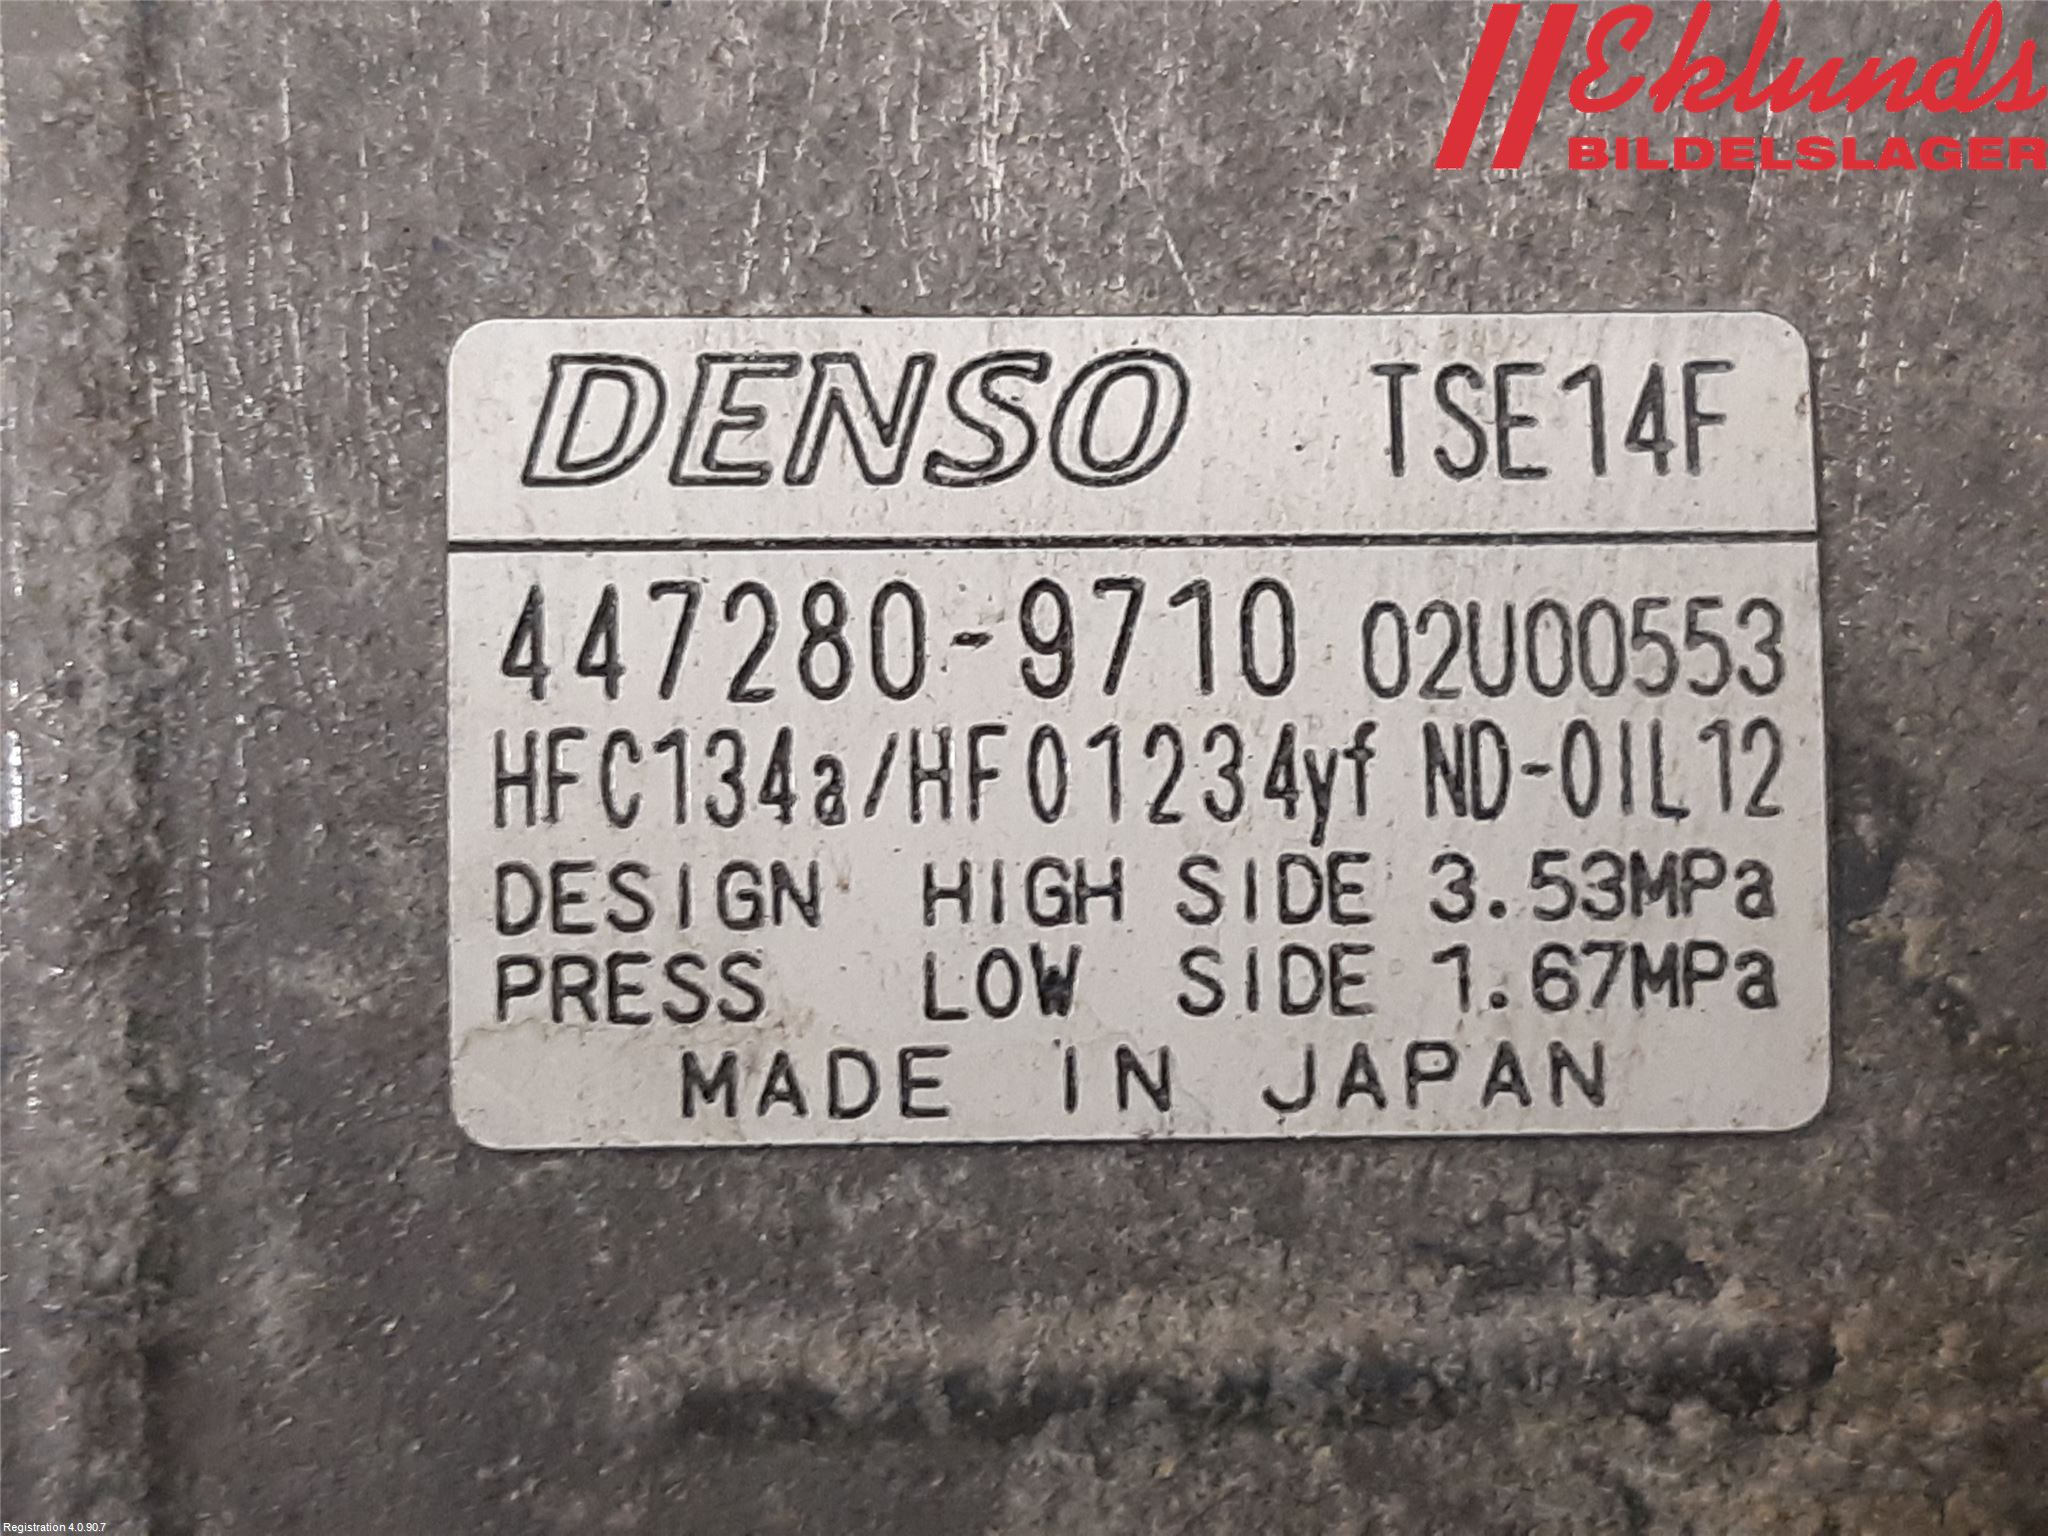 Eklunds
BILDELSLAGER
DENSO TSE14F
447280-9710 02U00553
HFC134a/HFO1234yf ND-OIL12
DESIGN HIGH SIDE 3.53MPa
PRESS LOW SIDE 1.67MPa
MADE IN JAPAN
Registration 4.0.90.7